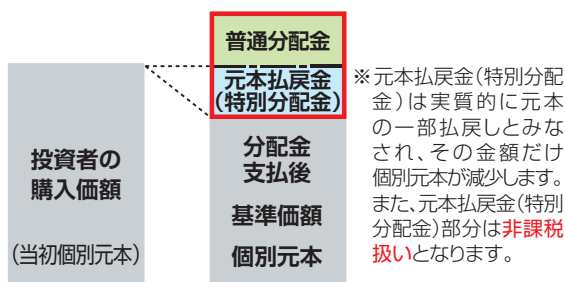 普通分配金
元本払戻金
(特別分配金)
分配金
支払後
基準価額
個別元本
投資者の
購入価額
(当初個別元本)
※元本払戻金(特別分配
金)は実質的に元本
の一部払戻しとみな
され、その金額だけ
個別元本が減少します。
また、元本払戻金(特別
分配金)部分は非課税
扱いとなります。